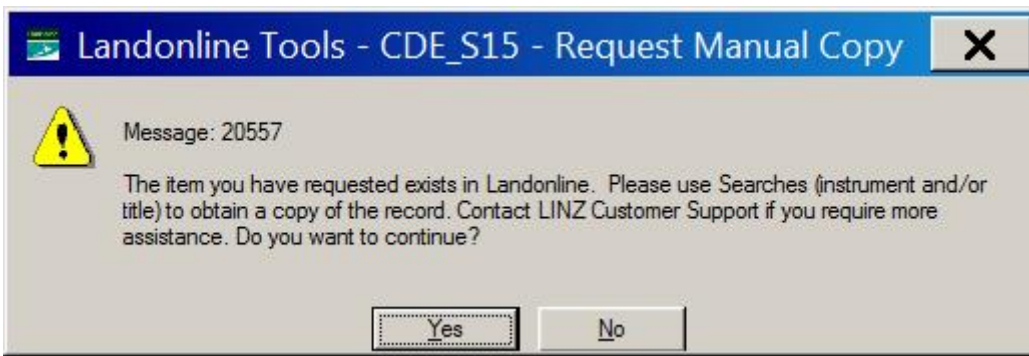 Landonline Tools - CDE_S15 - Request Manual Copy
Message: 20557
The item you have requested exists in Landonline.  Please use Searches (instrument and/or
title) to obtain a copy of the record. Contact LINZ Customer Support if you require more
assistance. Do you want to continue?
Yes No